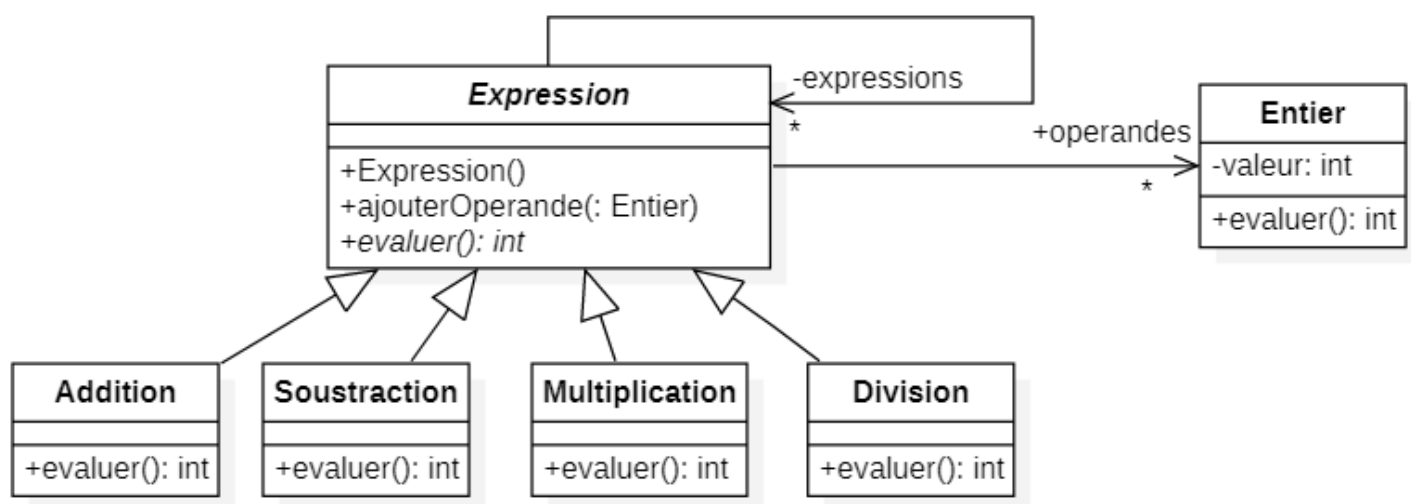 Expression
+Expression()
+ajouterOperande(: Entier)
+evaluer(): int
-expressions
*
+operandes
*
Entier
-valeur: int
+evaluer(): int
Addition
+evaluer(): int
Soustraction
+evaluer(): int
Multiplication
+evaluer(): int
Division
+evaluer(): int